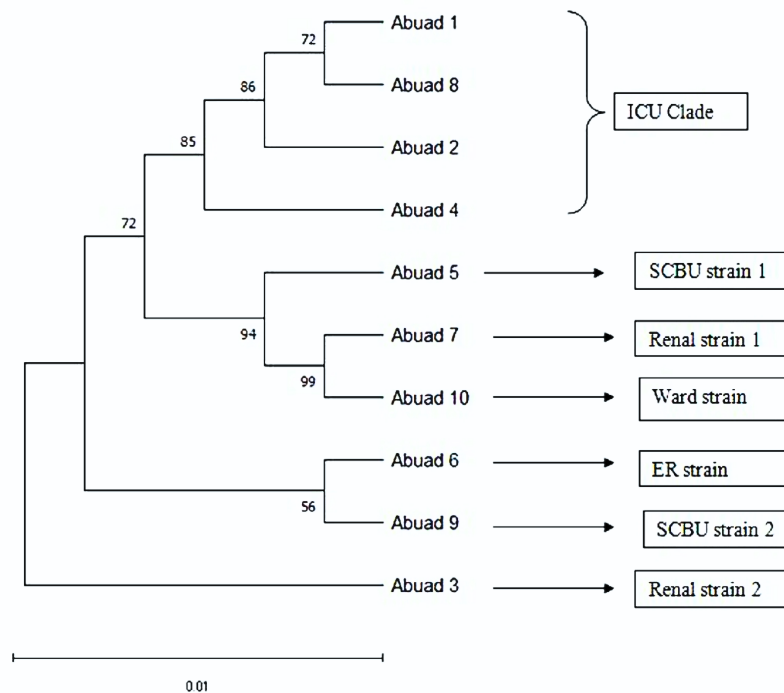 Abuad 1
72
Abuad 8
86
ICU Clade
85
Abuad 2
Abuad 4
72
Abuad 5
SCBU strain 1
94
Abuad 7
Renal strain 1
99
Abuad 10
Ward strain
Abuad 6
ER strain
56
Abuad 9
SCBU strain 2
Abuad 3
Renal strain 2
0.01